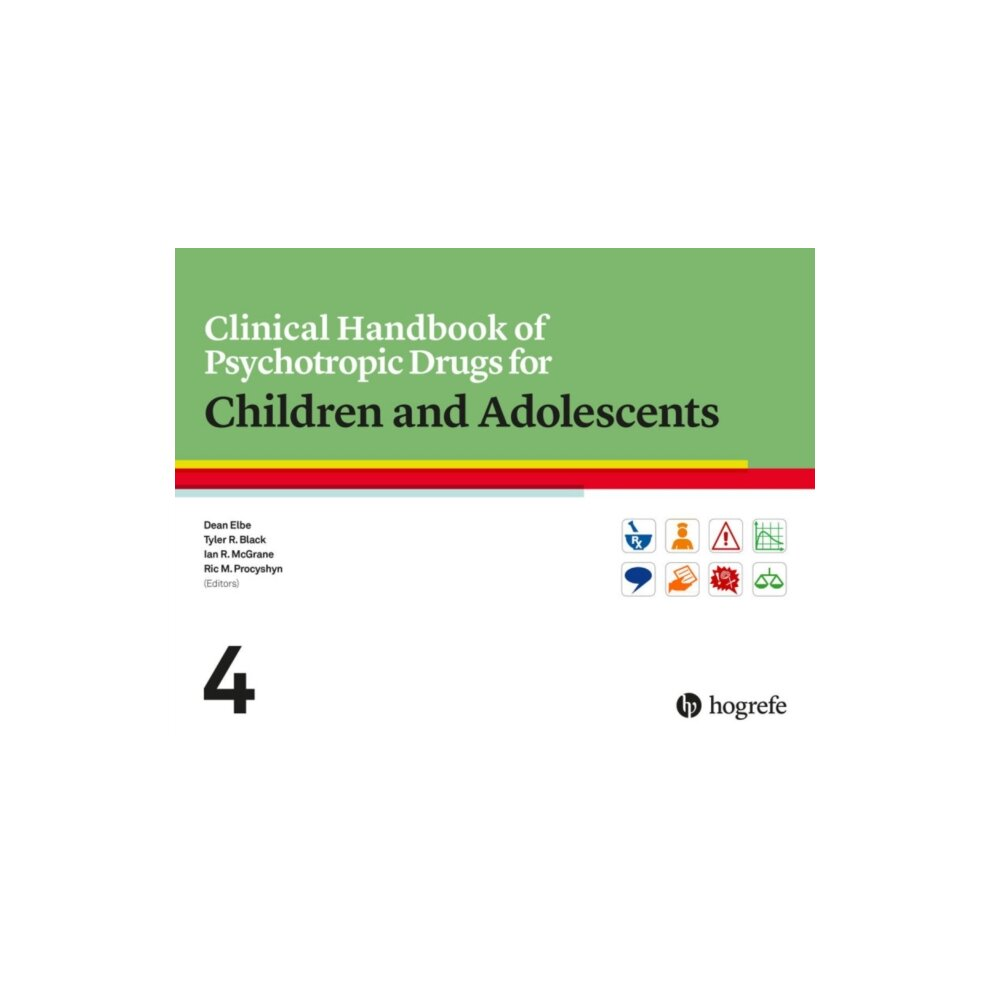 Clinical Handbook of
Psychotropic Drugs for
Children and Adolescents
Dean Elbe
Tyler R. Black
Ian R. McGrane
Ric M. Procyshyn
(Editors)
Rx
4
hogrefe